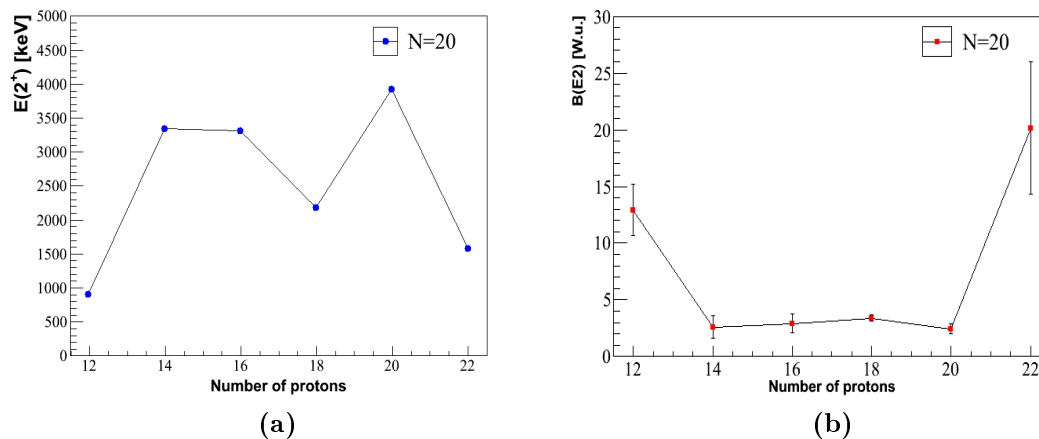 E(2⁺) [keV]
5000
4500
4000
3500
3000
2500
2000
1500
1000
500
0
N=20
12 14 16 18 20 22
Number of protons
(a)
B(E2) [W.u.]
30
25
20
15
10
5
0
N=20
12 14 16 18 20 22
Number of protons
(b)